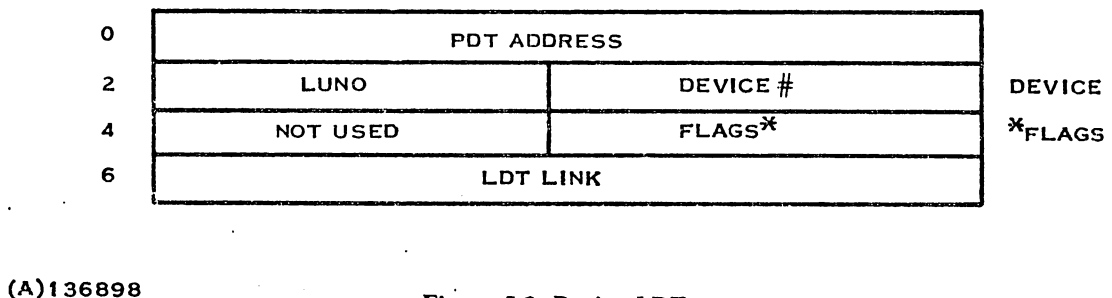 0 PDT ADDRESS
2 LUNO DEVICE # DEVICE
4 NOT USED FLAGS* *FLAGS
6 LDT LINK
(A)136898